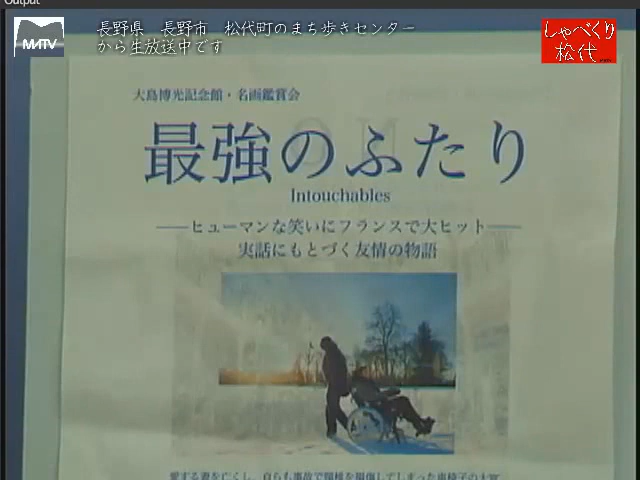 Output
MATV
長野県 長野市 松代町のまち歩きセンター
から生放送中です
しゃべくり
松代
大島博光記念館・名画鑑賞会
最強のふたり
Intouchables
――ヒューマンな笑いにフランスで大ヒット――
実話にもとづく友情の物語